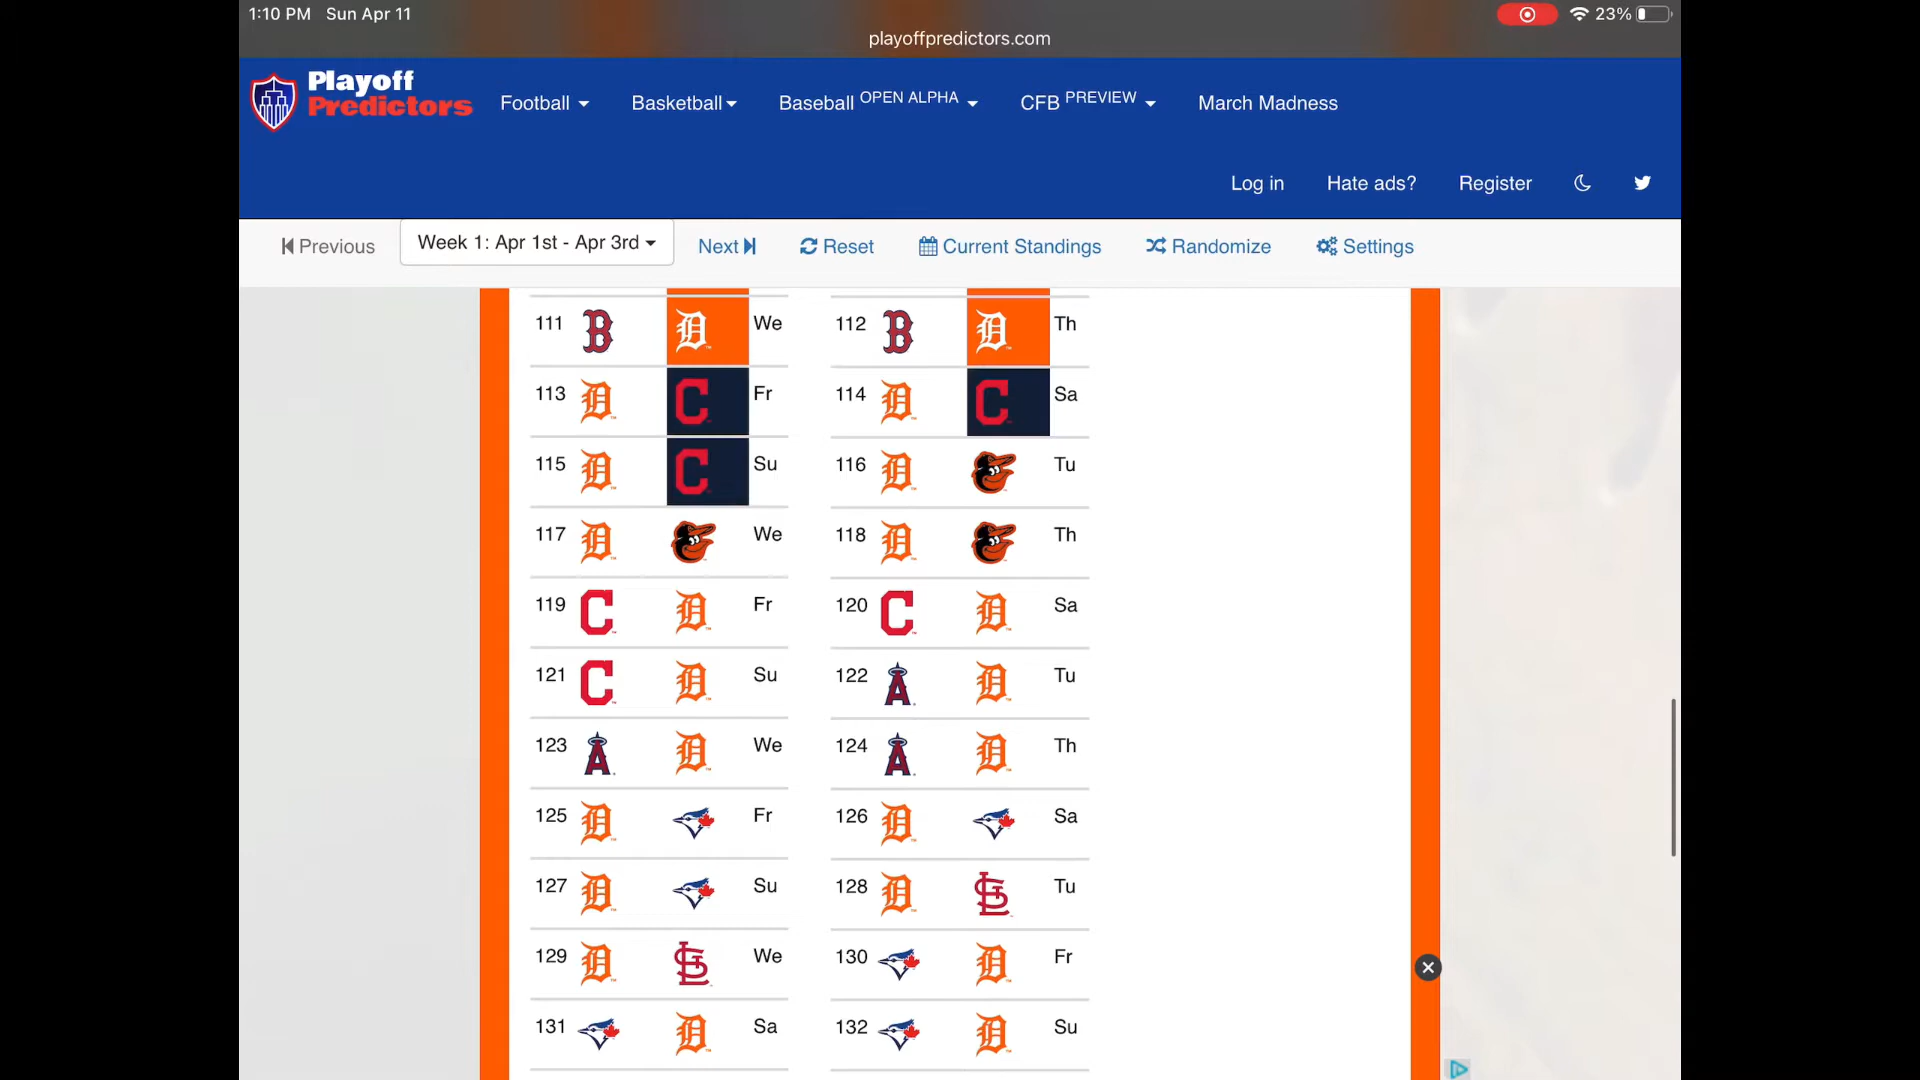 1:10 PM Sun Apr 11
23%
playoffpredictors.com
Playoff
Predictors
Football
Basketball
Baseball OPEN ALPHA
CFB PREVIEW
March Madness
Log in
Hate ads?
Register
Previous
Week 1: Apr 1st - Apr 3rd
Next
Reset
Current Standings
Randomize
Settings
111 B D We
112 B D Th
113 D C Fr
114 D C Sa
115 D C Su
116 D Tu
117 D We
118 D Th
119 C D Fr
120 C D Sa
121 C D Su
122 A D Tu
123 A D We
124 A D Th
125 D Fr
126 D Sa
127 D Su
128 D STL Tu
129 D STL We
130 D Fr
131 D Sa
132 D Su